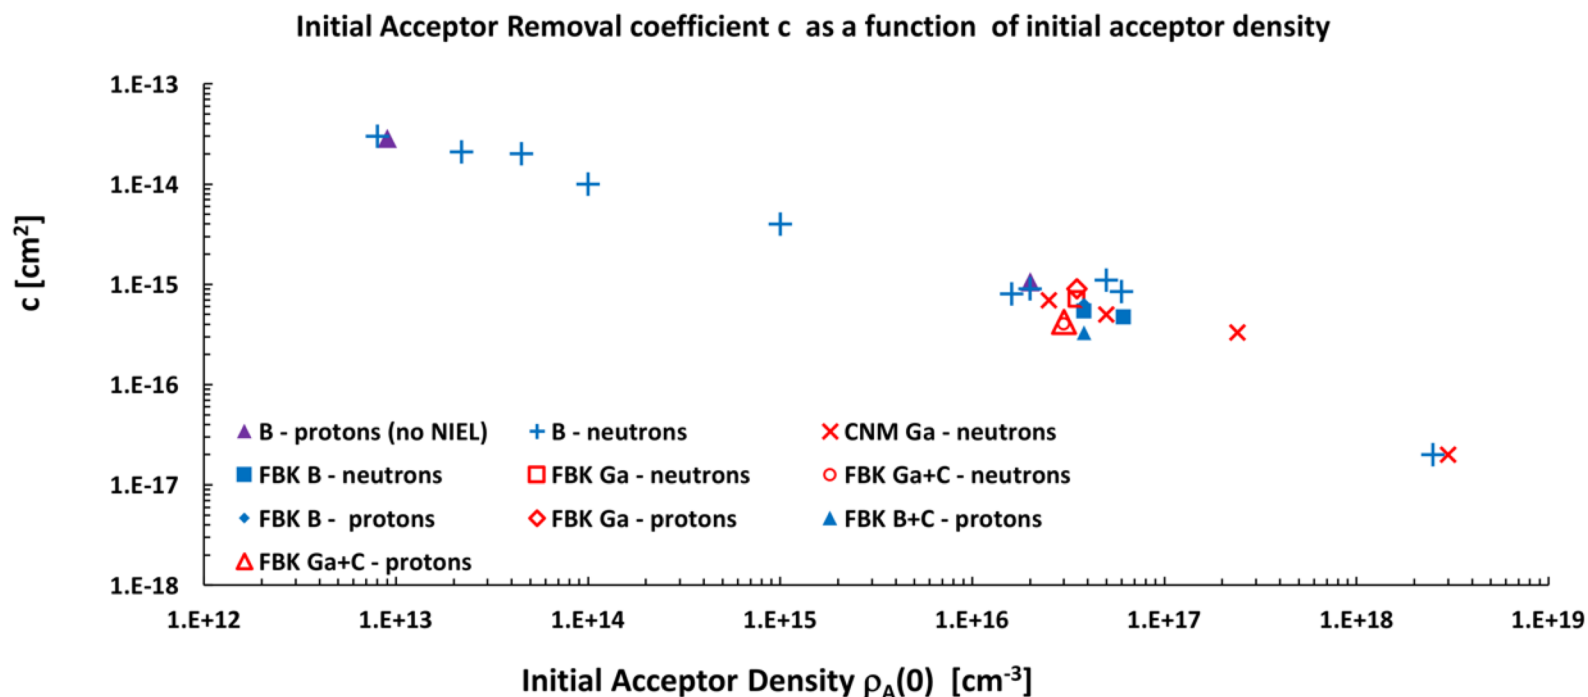 Initial Acceptor Removal coefficient c as a function of initial acceptor density
1.E-13
1.E-14
1.E-15
1.E-16
1.E-17
1.E-18
c [cm²]
B - protons (no NIEL)
B - neutrons
CNM Ga - neutrons
FBK B - neutrons
FBK Ga - neutrons
FBK Ga+C - neutrons
FBK B - protons
FBK Ga - protons
FBK B+C - protons
FBK Ga+C - protons
1.E+12 1.E+13 1.E+14 1.E+15 1.E+16 1.E+17 1.E+18 1.E+19
Initial Acceptor Density ρA(0) [cm⁻³]